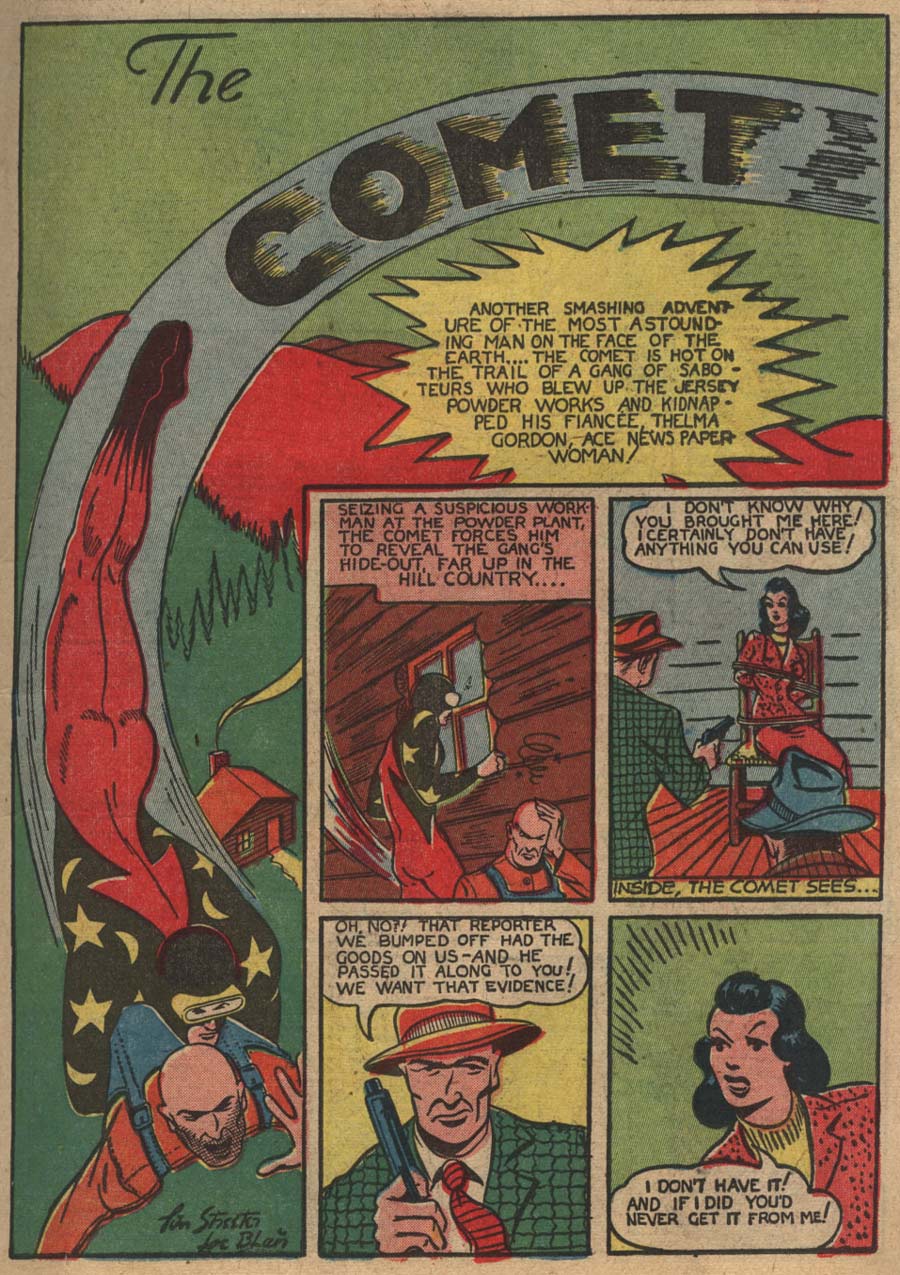 The
COMET
ANOTHER SMASHING ADVENT-
URE OF THE MOST ASTOUND-
ING MAN ON THE FACE OF THE
EARTH.... THE COMET IS HOT ON
THE TRAIL OF A GANG OF SABO-
TEURS WHO BLEW UP THE JERSEY
POWDER WORKS AND KIDNAP-
PED HIS FIANCÉE, THELMA
GORDON, ACE NEWS PAPER
WOMAN!
SEIZING A SUSPICIOUS WORK-
MAN AT THE POWDER PLANT,
THE COMET FORCES HIM
TO REVEAL THE GANG'S
HIDE-OUT, FAR UP IN THE
HILL COUNTRY....
I DON'T KNOW WHY
YOU BROUGHT ME HERE!
I CERTAINLY DON'T HAVE
ANYTHING YOU CAN USE!
INSIDE, THE COMET SEES...
OH, NO?! THAT REPORTER
WE BUMPED OFF HAD THE
GOODS ON US-AND HE
PASSED IT ALONG TO YOU!
WE WANT THAT EVIDENCE!
I DON'T HAVE IT!
AND IF I DID YOU'D
NEVER GET IT FROM ME!
Joe Blair